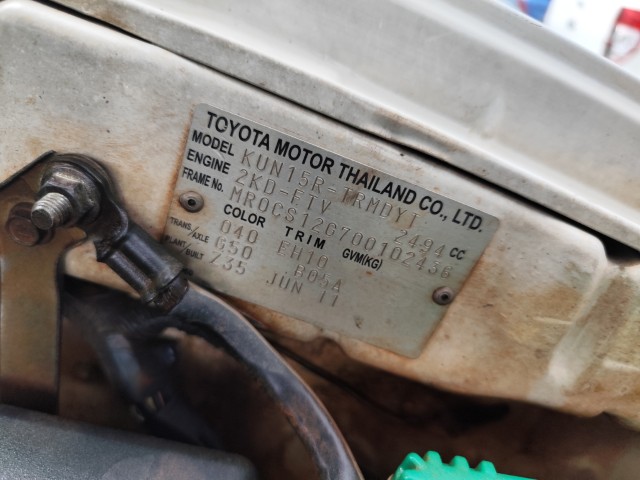 TOYOTA MOTOR THAILAND CO., LTD.
MODEL KUN15R-TRMDYT
ENGINE 2KD-FTV 2494 CC
FRAME No. MR0CS12G700102436
COLOR TRIM GVM(KG)
040 FH10
TRANS/AXLE G50 B05A
PLANT/BUILT 735 JUN 11